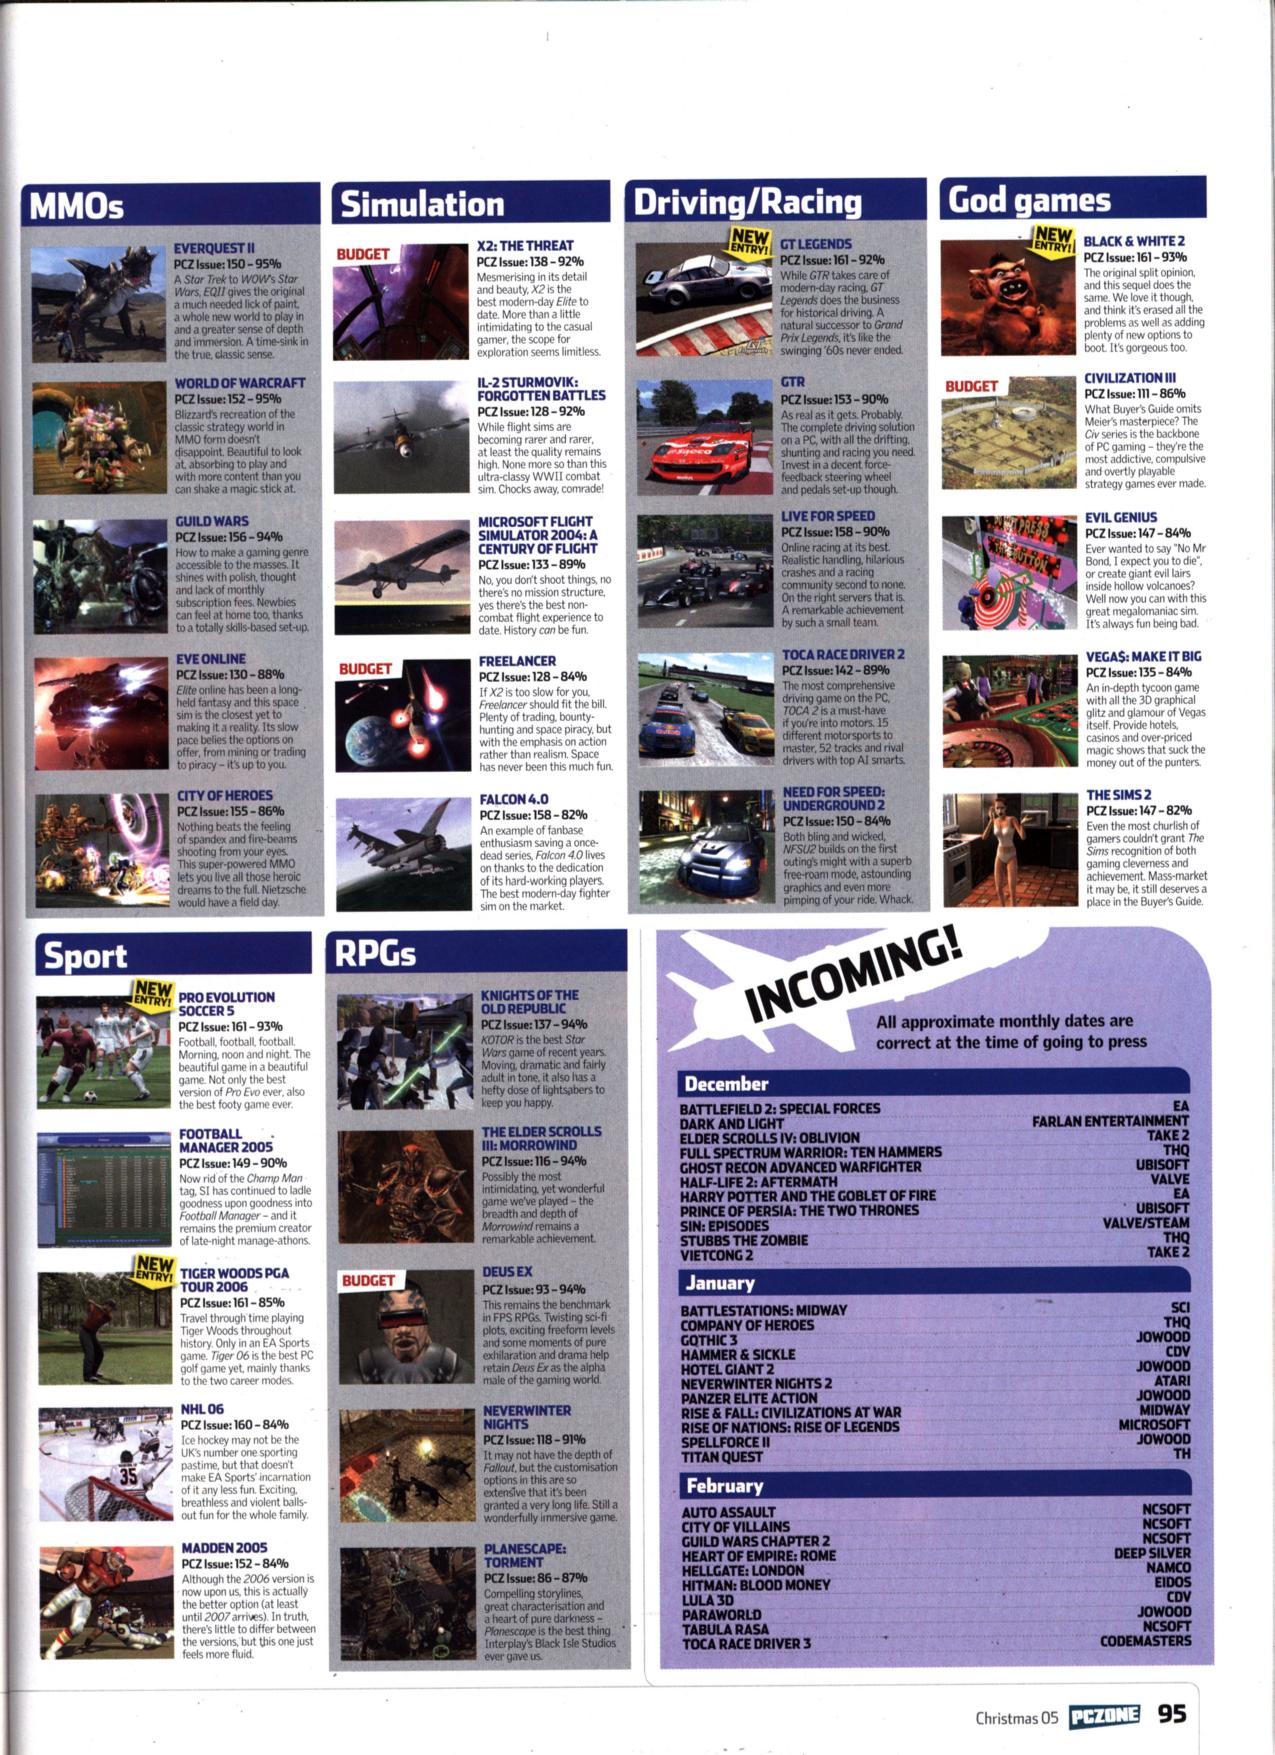 MMOs
EVERQUEST II
PCZ Issue: 150 – 95%
A Star Trek to WOW's Star
Wars, EQII gives the original
a much needed lick of paint,
a whole new world to play in
and a greater sense of depth
and immersion. A time-sink in
the true, classic sense.
WORLD OF WARCRAFT
PCZ Issue: 152 – 95%
Blizzard's recreation of the
classic strategy world in
MMO form doesn't
disappoint. Beautiful to look
at, absorbing to play and
with more content than you
can shake a magic stick at.
GUILD WARS
PCZ Issue: 156 – 94%
How to make a gaming genre
accessible to the masses. It
shines with polish, thought
and lack of monthly
subscription fees. Newbies
can feel at home too, thanks
to a totally skills-based set-up.
EVE ONLINE
PCZ Issue: 130 – 88%
Elite online has been a long-
held fantasy and this space
sim is the closest yet to
making it a reality. Its slow
pace belies the options on
offer, from mining or trading
to piracy – it's up to you.
CITY OF HEROES
PCZ Issue: 155 – 86%
Nothing beats the feeling
of spandex and fire-beams
shooting from your eyes.
This super-powered MMO
lets you live all those heroic
dreams to the full. Nietzsche
would have a field day.
Simulation
BUDGET
X2: THE THREAT
PCZ Issue: 138 – 92%
Mesmerising in its detail
and beauty, X2 is the
best modern-day Elite to
date. More than a little
intimidating to the casual
gamer, the scope for
exploration seems limitless.
IL-2 STURMOVIK:
FORGOTTEN BATTLES
PCZ Issue: 128 – 92%
While flight sims are
becoming rarer and rarer,
at least the quality remains
high. None more so than this
ultra-classy WWII combat
sim. Chocks away, comrade!
MICROSOFT FLIGHT
SIMULATOR 2004: A
CENTURY OF FLIGHT
PCZ Issue: 133 – 89%
No, you don't shoot things, no
there's no mission structure,
yes there's the best non-
combat flight experience to
date. History can be fun.
BUDGET
FREELANCER
PCZ Issue: 128 – 84%
If X2 is too slow for you,
Freelancer should fit the bill.
Plenty of trading, bounty-
hunting and space piracy, but
with the emphasis on action
rather than realism. Space
has never been this much fun.
FALCON 4.0
PCZ Issue: 158 – 82%
An example of fanbase
enthusiasm saving a once-
dead series, Falcon 4.0 lives
on thanks to the dedication
of its hard-working players.
The best modern-day fighter
sim on the market.
Driving/Racing
NEW
ENTRY!
GT LEGENDS
PCZ Issue: 161 – 92%
While GTR takes care of
modern-day racing, GT
Legends does the business
for historical driving. A
natural successor to Grand
Prix Legends, it's like the
swinging '60s never ended.
GTR
PCZ Issue: 153 – 90%
As real as it gets. Probably.
The complete driving solution
on a PC, with all the drifting,
shunting and racing you need.
Invest in a decent force-
feedback steering wheel
and pedals set-up though.
LIVE FOR SPEED
PCZ Issue: 158 – 90%
Online racing at its best.
Realistic handling, hilarious
crashes and a racing
community second to none.
On the right servers that is.
A remarkable achievement
by such a small team.
TOCA RACE DRIVER 2
PCZ Issue: 142 – 89%
The most comprehensive
driving game on the PC,
TOCA 2 is a must-have
if you're into motors. 15
different motorsports to
master, 52 tracks and rival
drivers with top AI smarts.
NEED FOR SPEED:
UNDERGROUND 2
PCZ Issue: 150 – 84%
Both bling and wicked,
NFSU2 builds on the first
outing's might with a superb
free-roam mode, astounding
graphics and even more
pimping of your ride. Whack.
God games
NEW
ENTRY!
BLACK & WHITE 2
PCZ Issue: 161 – 93%
The original split opinion,
and this sequel does the
same. We love it though,
and think it's erased all the
problems as well as adding
plenty of new options to
boot. It's gorgeous too.
BUDGET
CIVILIZATION III
PCZ Issue: 111 – 86%
What Buyer's Guide omits
Meier's masterpiece? The
Civ series is the backbone
of PC gaming – they're the
most addictive, compulsive
and overtly playable
strategy games ever made.
EVIL GENIUS
PCZ Issue: 147 – 84%
Ever wanted to say "No Mr
Bond, I expect you to die",
or create giant evil lairs
inside hollow volcanoes?
Well now you can with this
great megalomaniac sim.
It's always fun being bad.
VEGA$: MAKE IT BIG
PCZ Issue: 135 – 84%
An in-depth tycoon game
with all the 3D graphical
glitz and glamour of Vegas
itself. Provide hotels,
casinos and over-priced
magic shows that suck the
money out of the punters.
THE SIMS 2
PCZ Issue: 147 – 82%
Even the most churlish of
gamers couldn't grant The
Sims recognition of both
gaming cleverness and
achievement. Mass-market
it may be, it still deserves a
place in the Buyer's Guide.
Sport
NEW
ENTRY!
PRO EVOLUTION
SOCCER 5
PCZ Issue: 161 – 93%
Football, football, football.
Morning, noon and night. The
beautiful game in a beautiful
game. Not only the best
version of Pro Evo ever, also
the best footy game ever.
FOOTBALL
MANAGER 2005
PCZ Issue: 149 – 90%
Now rid of the Champ Man
tag, SI has continued to ladle
goodness upon goodness into
Football Manager – and it
remains the premium creator
of late-night manage-athons.
NEW
ENTRY!
TIGER WOODS PGA
TOUR 2006
PCZ Issue: 161 – 85%
Travel through time playing
Tiger Woods throughout
history. Only in an EA Sports
game. Tiger 06 is the best PC
golf game yet, mainly thanks
to the two career modes.
NHL 06
PCZ Issue: 160 – 84%
Ice hockey may not be the
UK's number one sporting
pastime, but that doesn't
make EA Sports' incarnation
of it any less fun. Exciting,
breathless and violent balls-
out fun for the whole family.
35
MADDEN 2005
PCZ Issue: 152 – 84%
Although the 2006 version is
now upon us, this is actually
the better option (at least
until 2007 arrives). In truth,
there's little to differ between
the versions, but this one just
feels more fluid.
RPGs
KNIGHTS OF THE
OLD REPUBLIC
PCZ Issue: 137 – 94%
KOTOR is the best Star
Wars game of recent years.
Moving, dramatic and fairly
adult in tone, it also has a
hefty dose of lightsabers to
keep you happy.
THE ELDER SCROLLS
III: MORROWIND
PCZ Issue: 116 – 94%
Possibly the most
intimidating, yet wonderful
game we've played – the
breadth and depth of
Morrowind remains a
remarkable achievement.
BUDGET
DEUS EX
PCZ Issue: 93 – 94%
This remains the benchmark
in FPS RPGs. Twisting sci-fi
plots, exciting freeform levels
and some moments of pure
exhilaration and drama help
retain Deus Ex as the alpha
male of the gaming world.
NEVERWINTER
NIGHTS
PCZ Issue: 118 – 91%
It may not have the depth of
Fallout, but the customisation
options in this are so
extensive that it's been
granted a very long life. Still a
wonderfully immersive game.
PLANESCAPE:
TORMENT
PCZ Issue: 86 – 87%
Compelling storylines,
great characterisation and
a heart of pure darkness –
Planescape is the best thing
Interplay's Black Isle Studios
ever gave us.
INCOMING!
All approximate monthly dates are
correct at the time of going to press
December
BATTLEFIELD 2: SPECIAL FORCES EA
DARK AND LIGHT FARLAN ENTERTAINMENT
ELDER SCROLLS IV: OBLIVION TAKE 2
FULL SPECTRUM WARRIOR: TEN HAMMERS THQ
GHOST RECON ADVANCED WARFIGHTER UBISOFT
HALF-LIFE 2: AFTERMATH VALVE
HARRY POTTER AND THE GOBLET OF FIRE EA
PRINCE OF PERSIA: THE TWO THRONES UBISOFT
SIN: EPISODES VALVE/STEAM
STUBBS THE ZOMBIE THQ
VIETCONG 2 TAKE 2
January
BATTLESTATIONS: MIDWAY SCI
COMPANY OF HEROES THQ
GOTHIC 3 JOWOOD
HAMMER & SICKLE CDV
HOTEL GIANT 2 JOWOOD
NEVERWINTER NIGHTS 2 ATARI
PANZER ELITE ACTION JOWOOD
RISE & FALL: CIVILIZATIONS AT WAR MIDWAY
RISE OF NATIONS: RISE OF LEGENDS MICROSOFT
SPELLFORCE II JOWOOD
TITAN QUEST TH
February
AUTO ASSAULT NCSOFT
CITY OF VILLAINS NCSOFT
GUILD WARS CHAPTER 2 NCSOFT
HEART OF EMPIRE: ROME DEEP SILVER
HELLGATE: LONDON NAMCO
HITMAN: BLOOD MONEY EIDOS
LULA 3D CDV
PARAWORLD JOWOOD
TABULA RASA NCSOFT
TOCA RACE DRIVER 3 CODEMASTERS
Christmas 05 PCZONE 95